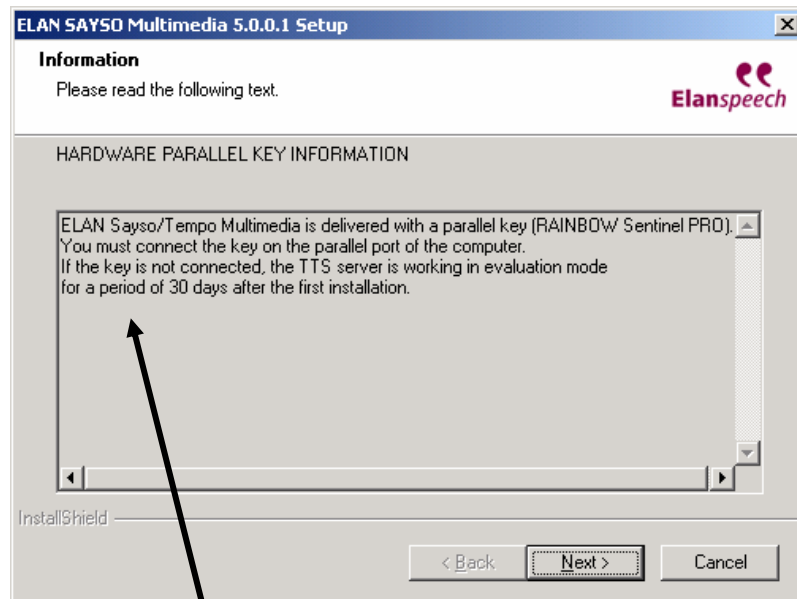 ELAN SAYSO Multimedia 5.0.0.1 Setup
Information
Please read the following text.
Elanspeech
HARDWARE PARALLEL KEY INFORMATION
ELAN Sayso/Tempo Multimedia is delivered with a parallel key (RAINBOW Sentinel PRO).
You must connect the key on the parallel port of the computer.
If the key is not connected, the TTS server is working in evaluation mode
for a period of 30 days after the first installation.
InstallShield
< Back Next > Cancel